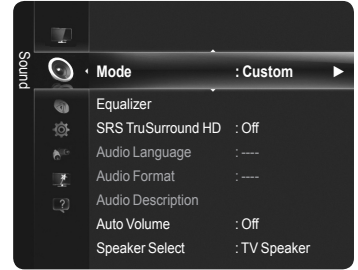 Sound
Mode : Custom ►
Equalizer
SRS TruSurround HD : Off
Audio Language : ----
Audio Format : ----
Audio Description
Auto Volume : Off
Speaker Select : TV Speaker